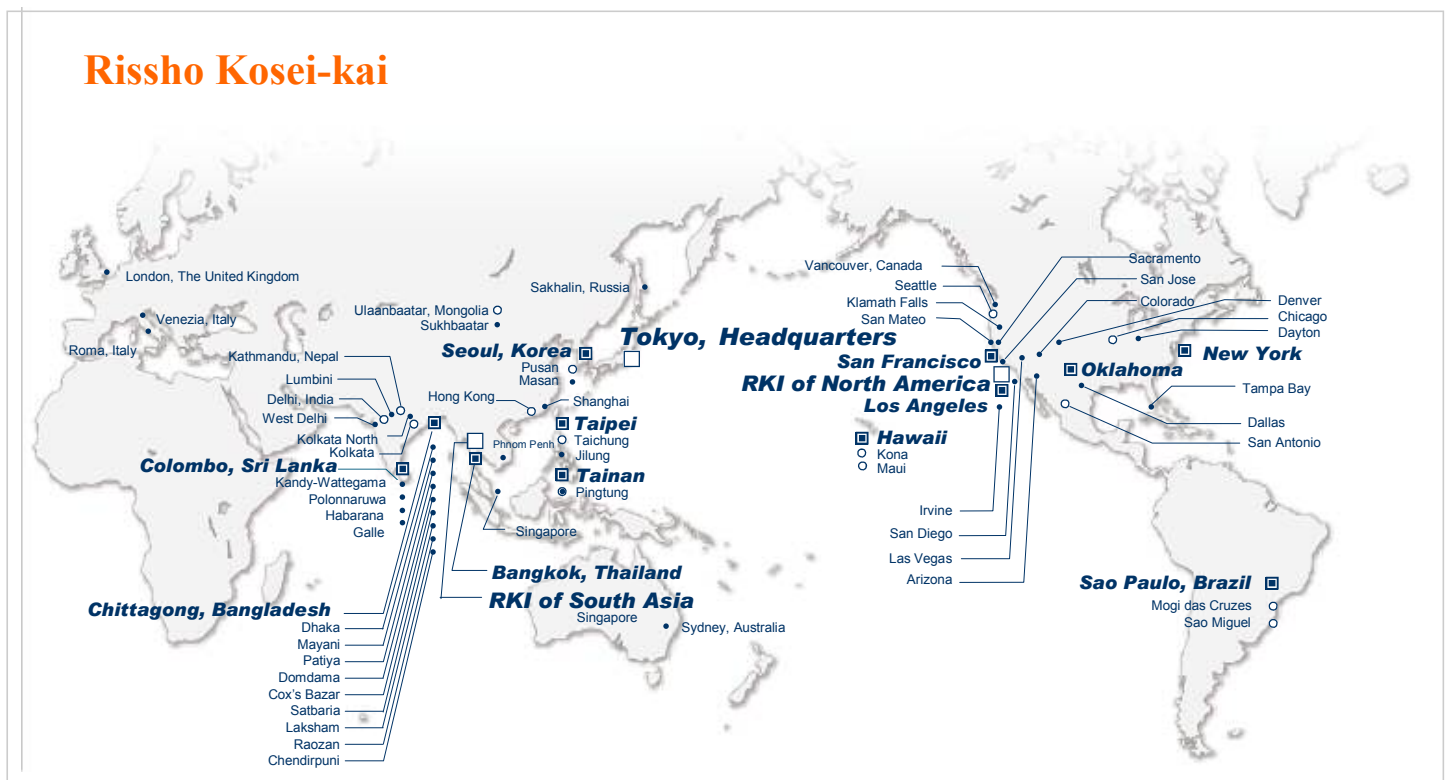 Rissho Kosei-kai
London, The United Kingdom
Venezia, Italy
Roma, Italy
Ulaanbaatar, Mongolia
Sukhbaatar
Sakhalin, Russia
Tokyo, Headquarters
Seoul, Korea
Pusan
Masan
Kathmandu, Nepal
Lumbini
Delhi, India
West Delhi
Kolkata North
Kolkata
Hong Kong
Shanghai
Taipei
Taichung
Jilung
Phnom Penh
Tainan
Pingtung
Colombo, Sri Lanka
Kandy-Wattegama
Polonnaruwa
Habarana
Galle
Singapore
Bangkok, Thailand
RKI of South Asia
Singapore
Sydney, Australia
Chittagong, Bangladesh
Dhaka
Mayani
Patiya
Domdama
Cox's Bazar
Satbaria
Laksham
Raozan
Chendirpuni
Vancouver, Canada
Seattle
Klamath Falls
San Mateo
San Francisco
RKI of North America
Los Angeles
Sacramento
San Jose
Colorado
Denver
Chicago
Dayton
New York
Oklahoma
Tampa Bay
Dallas
San Antonio
Hawaii
Kona
Maui
Irvine
San Diego
Las Vegas
Arizona
Sao Paulo, Brazil
Mogi das Cruzes
Sao Miguel